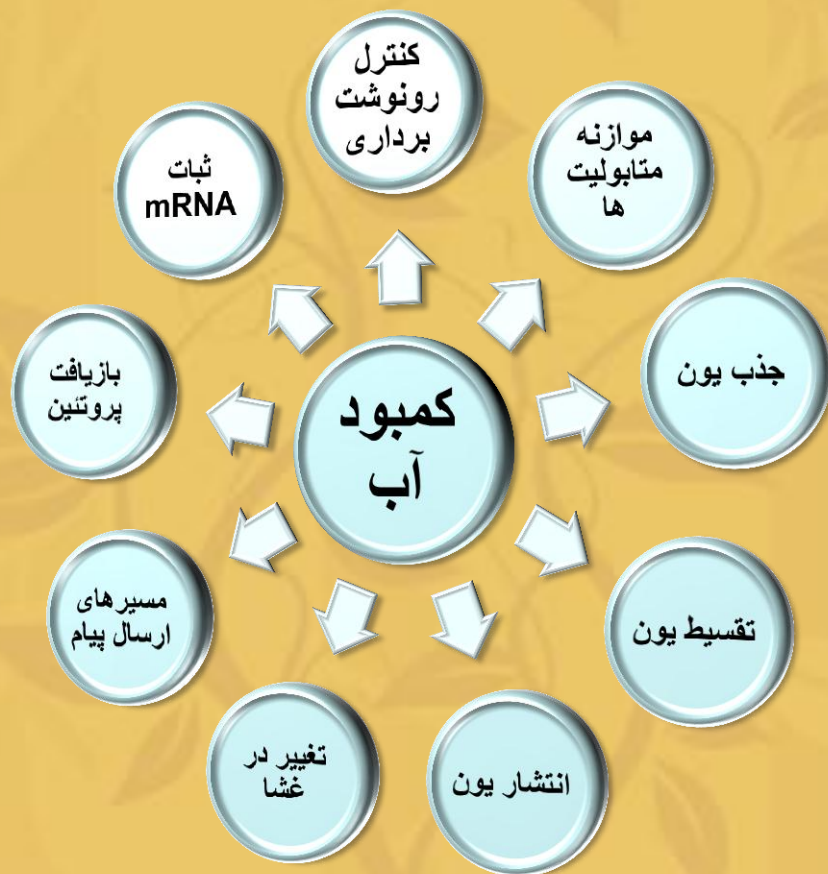 کمبود
آب
کنترل
رونوشت
برداری
موازنه
متابولیت
ها
جذب یون
تقسیط یون
انتشار یون
تغییر در
غشا
مسیرهای
ارسال پیام
بازیافت
پروتئین
ثبات
mRNA